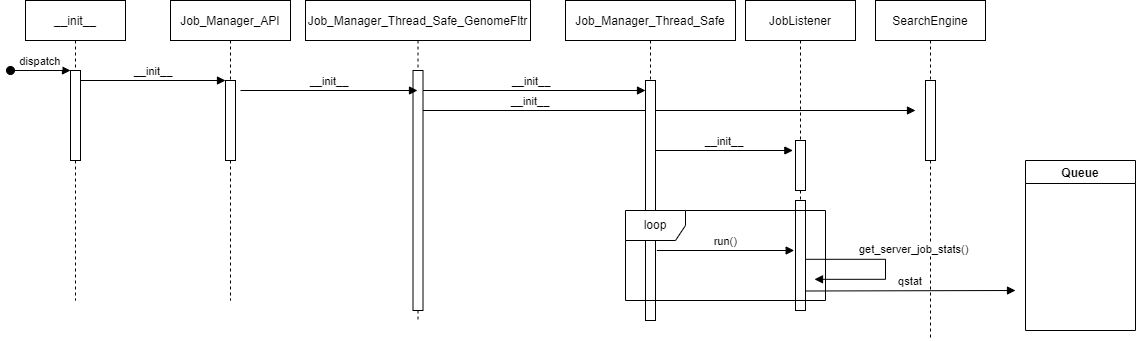 __init__
Job_Manager_API
Job_Manager_Thread_Safe_GenomeFltr
Job_Manager_Thread_Safe
JobListener
SearchEngine
dispatch
__init__
__init__
__init__
__init__
__init__
Queue
loop
run()
get_server_job_stats()
qstat